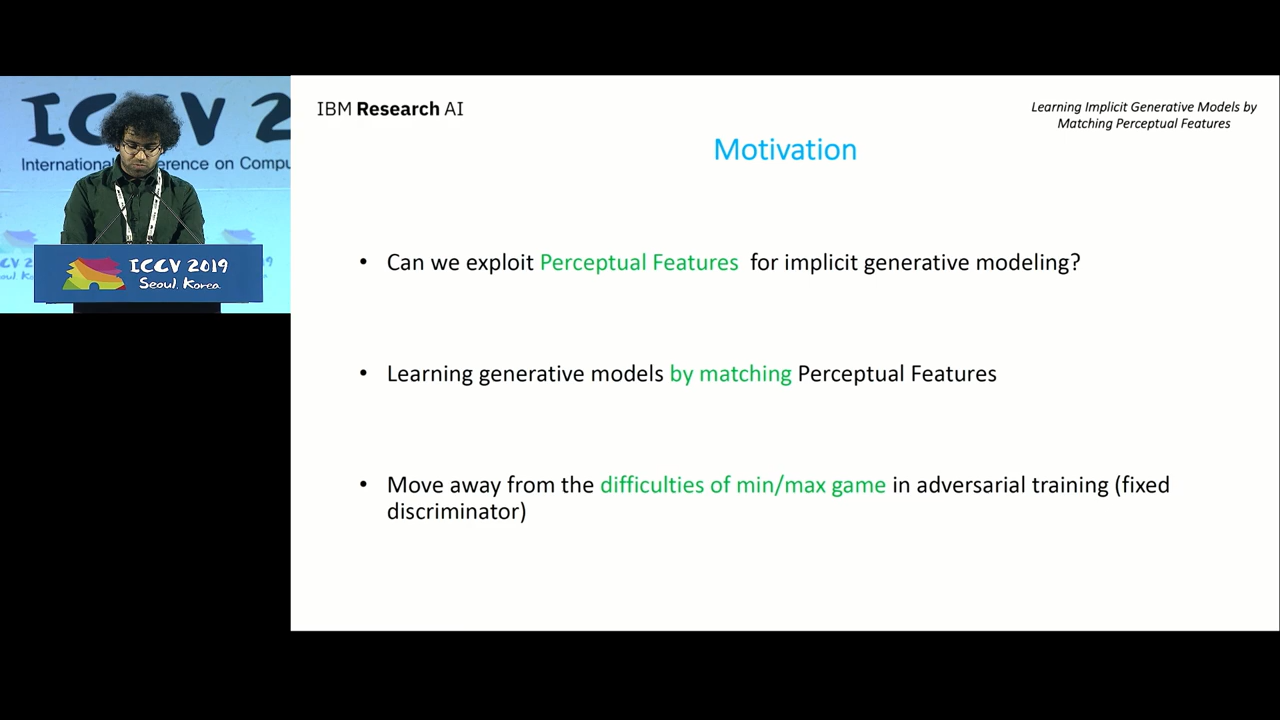 ICCV 2
International Conference on Compu
ICCV 2019
Seoul, Korea
IBM Research AI
Learning Implicit Generative Models by
Matching Perceptual Features
Motivation
• Can we exploit Perceptual Features for implicit generative modeling?
• Learning generative models by matching Perceptual Features
• Move away from the difficulties of min/max game in adversarial training (fixed
discriminator)